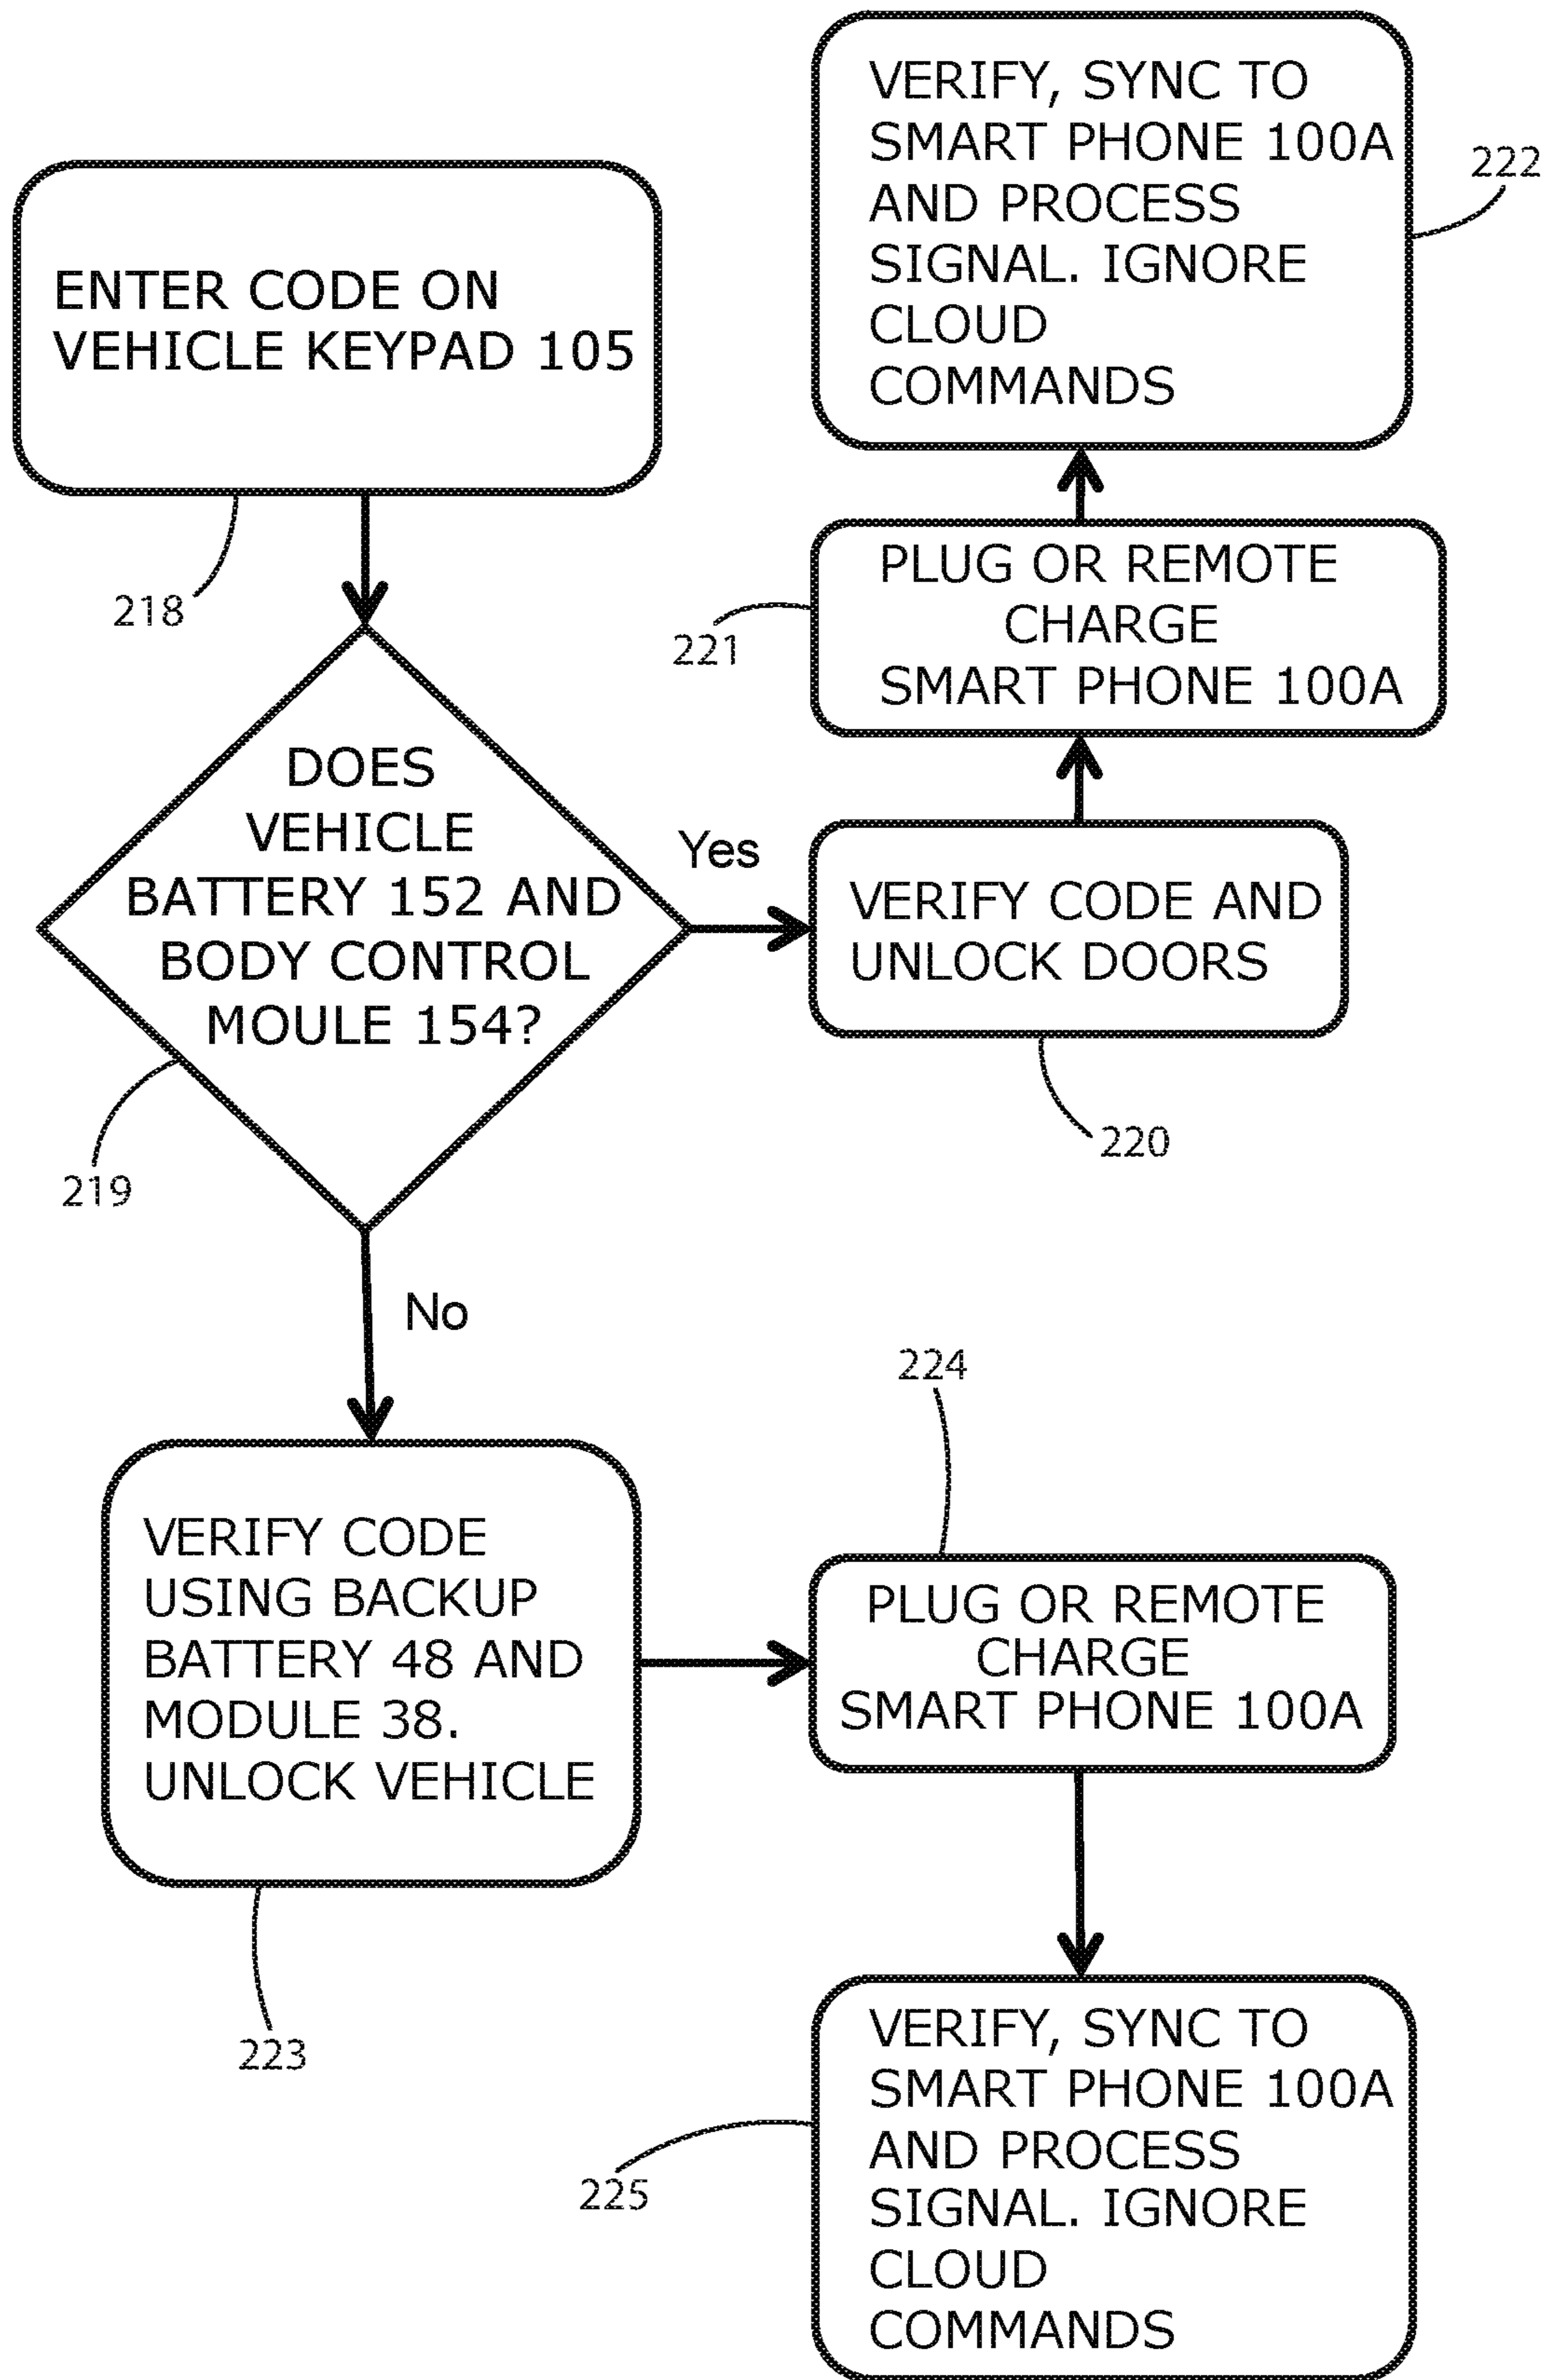 ENTER CODE ON
VEHICLE KEYPAD 105
218
DOES
VEHICLE
BATTERY 152 AND
BODY CONTROL
MOULE 154?
219
Yes
VERIFY CODE AND
UNLOCK DOORS
220
PLUG OR REMOTE
CHARGE
SMART PHONE 100A
221
VERIFY, SYNC TO
SMART PHONE 100A
AND PROCESS
SIGNAL. IGNORE
CLOUD
COMMANDS
222
No
VERIFY CODE
USING BACKUP
BATTERY 48 AND
MODULE 38.
UNLOCK VEHICLE
223
224
PLUG OR REMOTE
CHARGE
SMART PHONE 100A
VERIFY, SYNC TO
SMART PHONE 100A
AND PROCESS
SIGNAL. IGNORE
CLOUD
COMMANDS
225